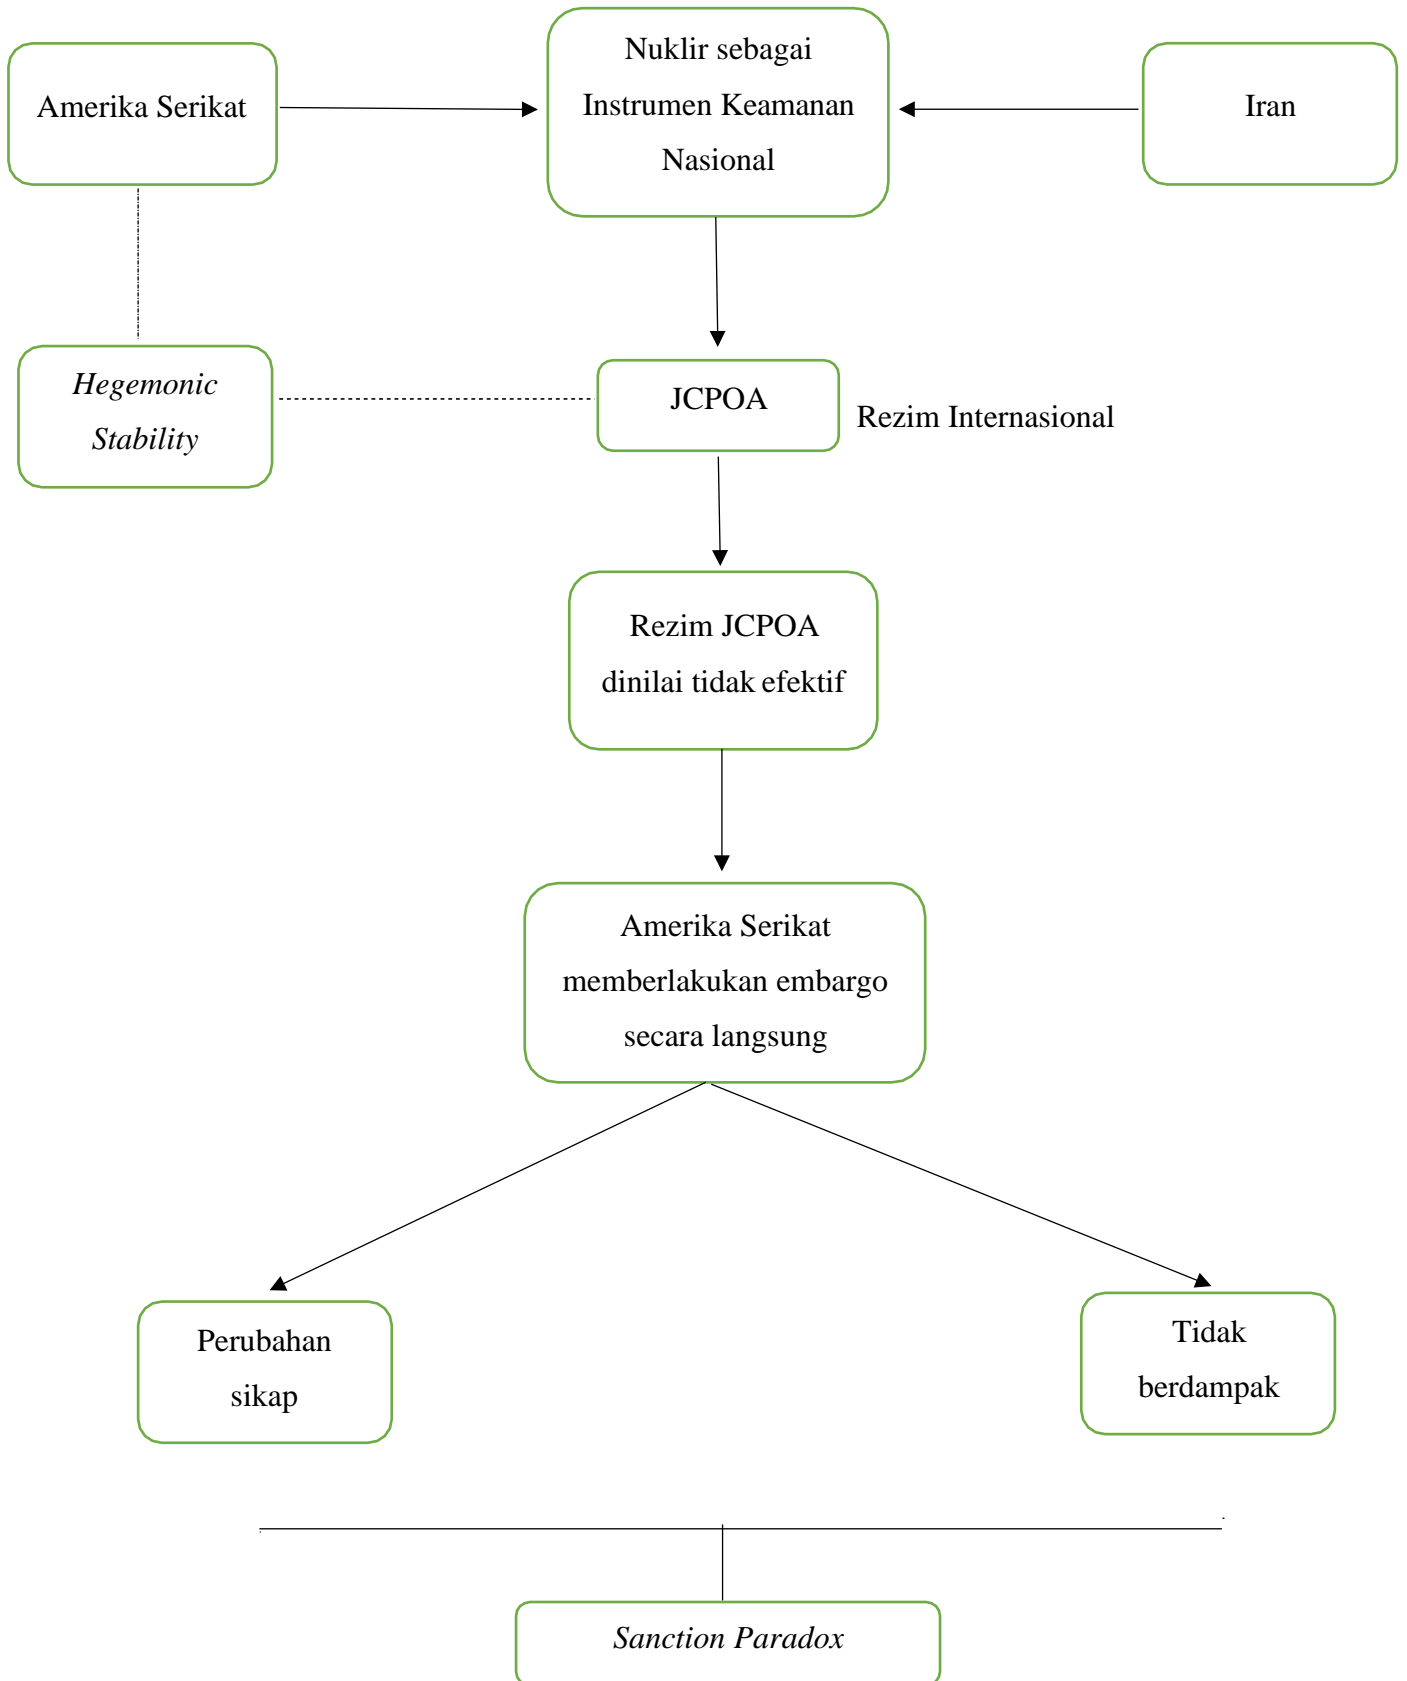 Nuklir sebagai
Instrumen Keamanan
Nasional
Amerika Serikat
Iran
Hegemonic
Stability
JCPOA
Rezim Internasional
Rezim JCPOA
dinilai tidak efektif
Amerika Serikat
memberlakukan embargo
secara langsung
Perubahan
sikap
Tidak
berdampak
Sanction Paradox